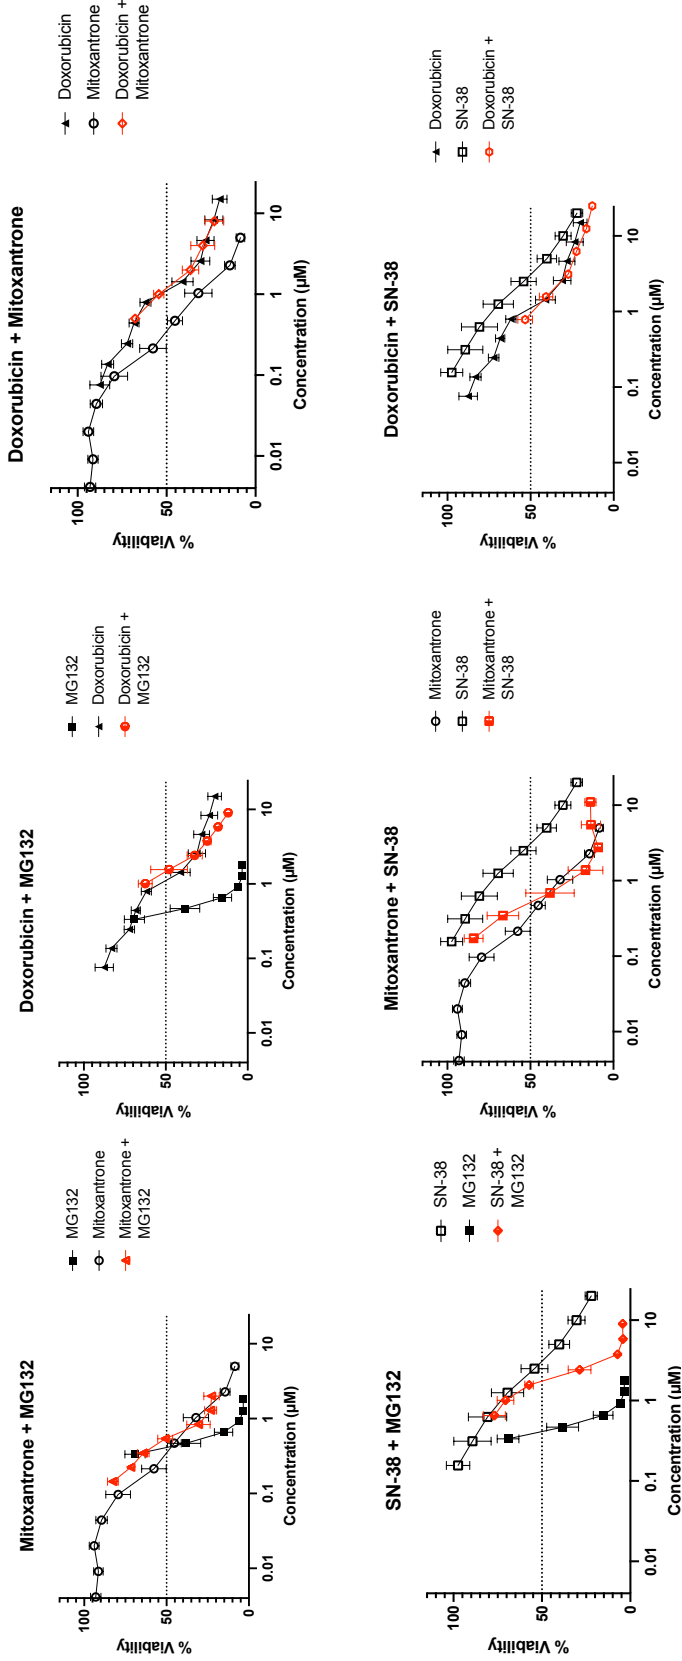 Mitoxantrone + MG132
% Viability
100
50
0
0.01
0.1
1
10
Concentration (µM)
MG132
Mitoxantrone
Mitoxantrone +
MG132
Doxorubicin + MG132
% Viability
100
50
0
0.01
0.1
1
10
Concentration (µM)
MG132
Doxorubicin
Doxorubicin +
MG132
Doxorubicin + Mitoxantrone
% Viability
100
50
0
0.01
0.1
1
10
Concentration (µM)
Doxorubicin
Mitoxantrone
Doxorubicin +
Mitoxantrone
SN-38 + MG132
% Viability
100
50
0
0.01
0.1
1
10
Concentration (µM)
SN-38
MG132
SN-38 +
MG132
Mitoxantrone + SN-38
% Viability
100
50
0
0.01
0.1
1
10
Concentration (µM)
Mitoxantrone
SN-38
Mitoxantrone +
SN-38
Doxorubicin + SN-38
% Viability
100
50
0
0.01
0.1
1
10
Concentration (µM)
Doxorubicin
SN-38
Doxorubicin +
SN-38